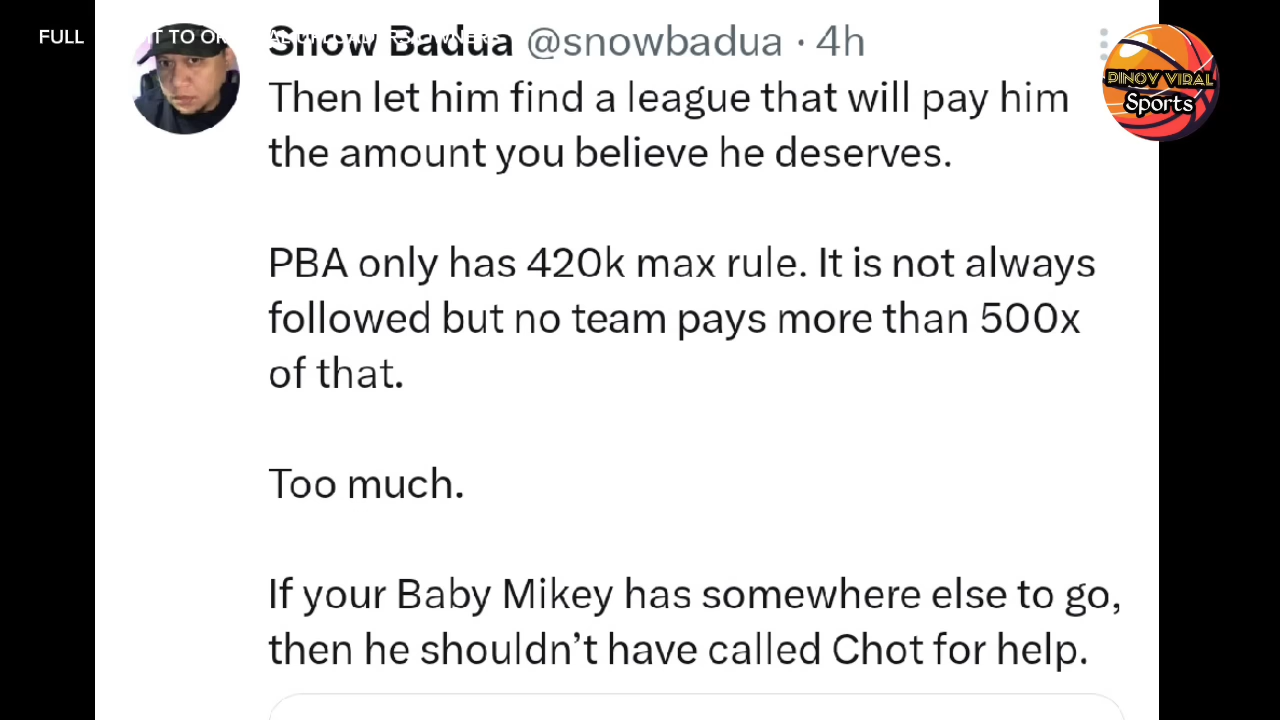 FULL
Snow Badua @snowbadua · 4h
PINOY VIRAL
Sports
Then let him find a league that will pay him
the amount you believe he deserves.
PBA only has 420k max rule. It is not always
followed but no team pays more than 500x
of that.
Too much.
If your Baby Mikey has somewhere else to go,
then he shouldn’t have called Chot for help.